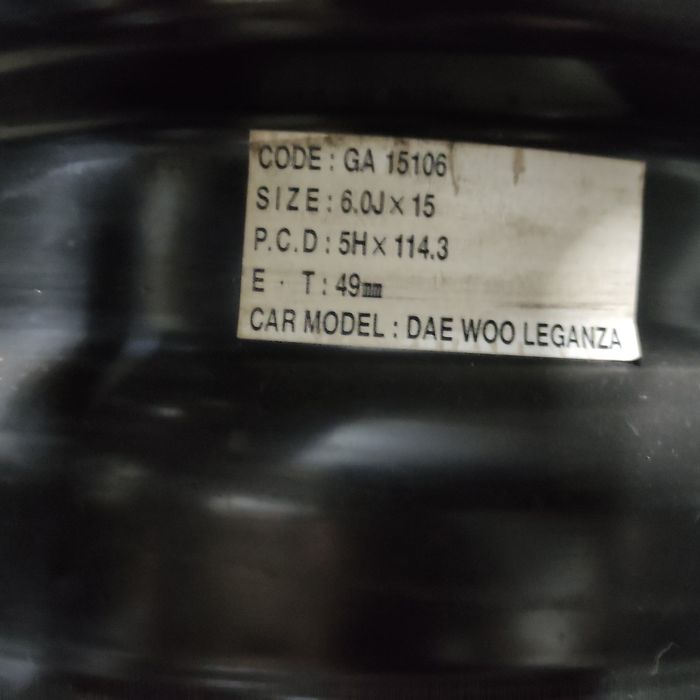 CODE : GA 15106
SIZE : 6.0J × 15
P.C.D : 5H × 114.3
E · T : 49㎜
CAR MODEL : DAE WOO LEGANZA